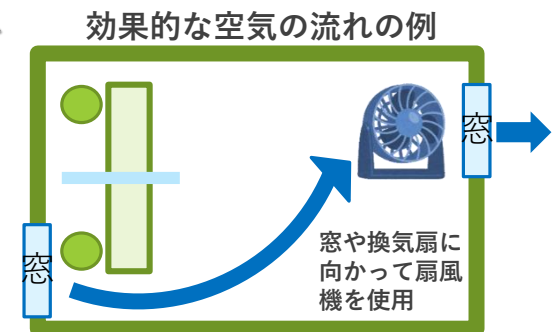 効果的な空気の流れの例
窓
窓
窓や換気扇に
向かって扇風
機を使用